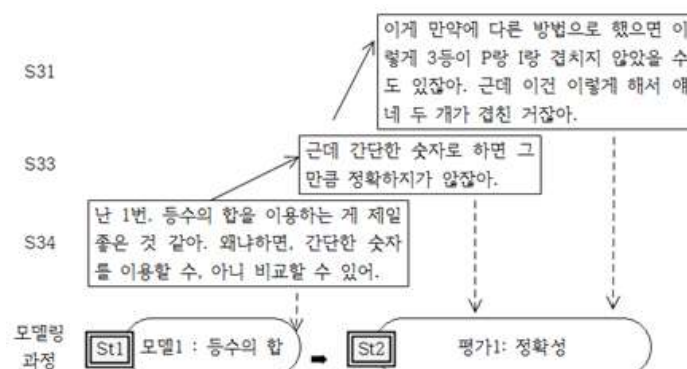 이게 만약에 다른 방법으로 했으면 이
렇게 3등이 P랑 I랑 겹치지 않았을 수
도 있잖아. 근데 이건 이렇게 해서 얘
네 두 개가 겹친 거잖아.
S31
근데 간단한 숫자로 하면 그
만큼 정확하지가 않잖아.
S33
난 1번. 등수의 합을 이용하는 게 제일
좋은 것 같아. 왜냐하면, 간단한 숫자
를 이용할 수, 아니 비교할 수 있어.
S34
모델링
과정
St1 모델1 : 등수의 합
St2 평가1: 정확성